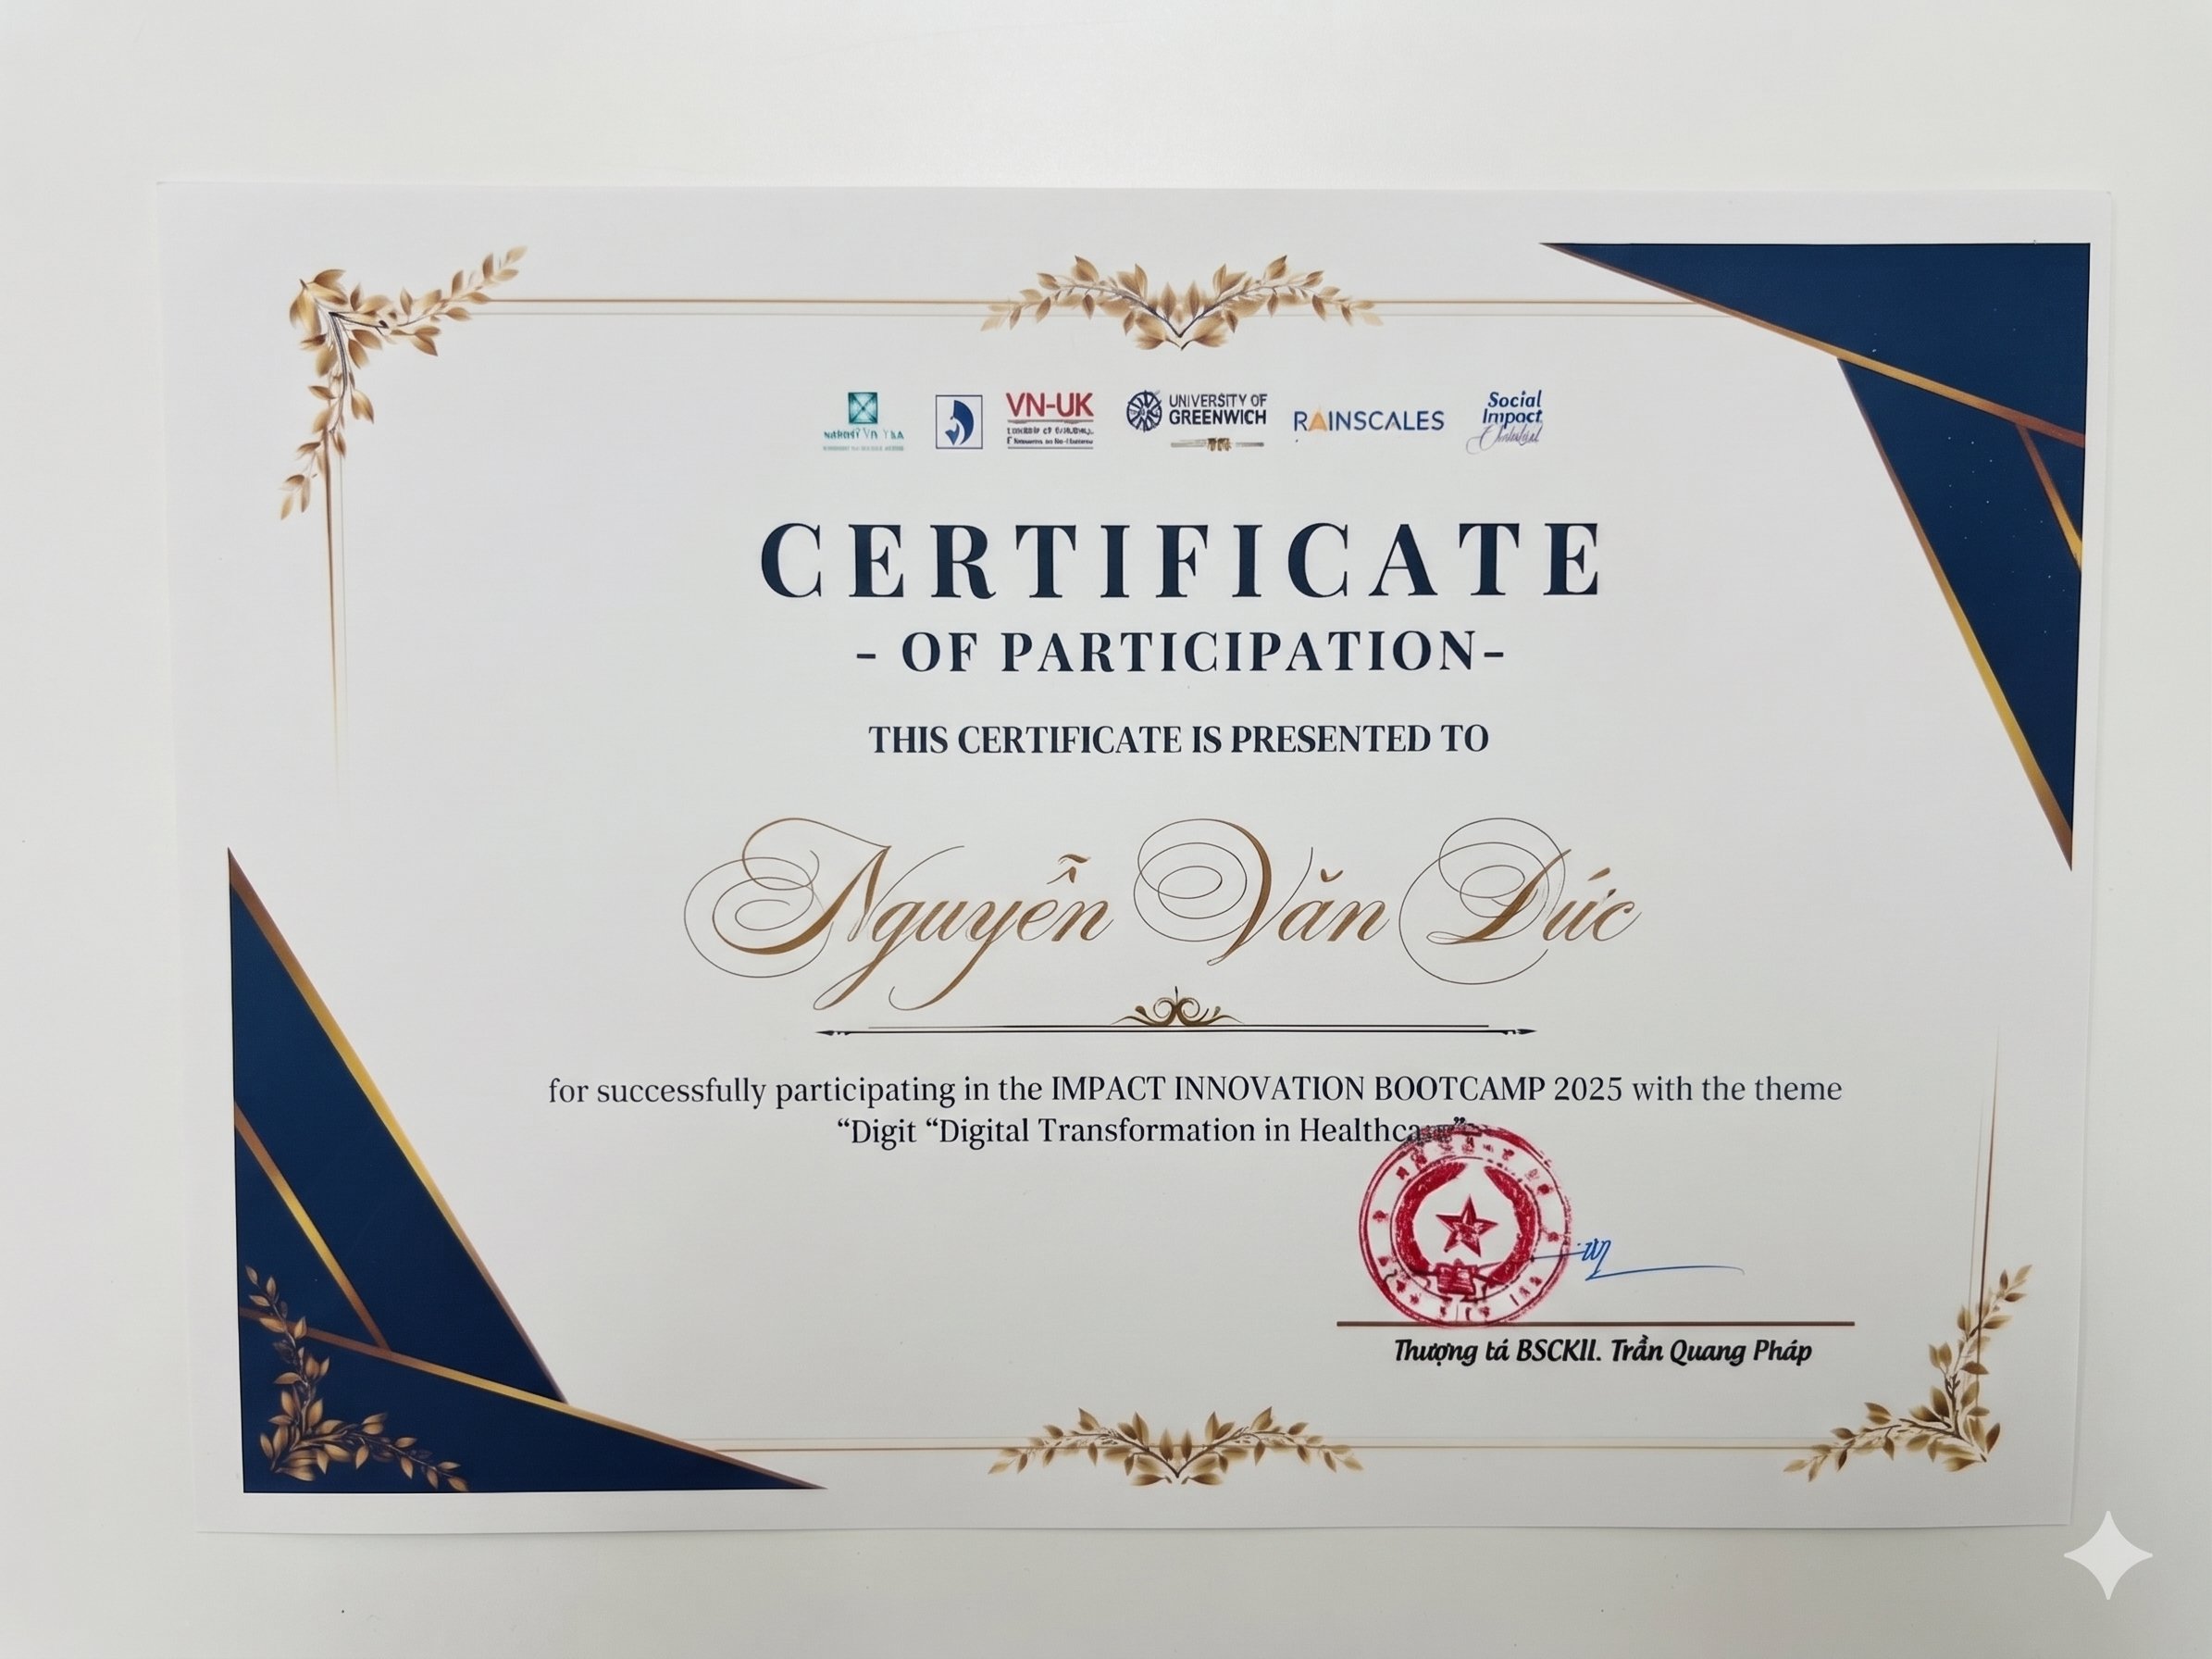 VN-UK
UNIVERSITY OF
GREENWICH
RAINSCALES
Social
Impact
CERTIFICATE
- OF PARTICIPATION-
THIS CERTIFICATE IS PRESENTED TO
Nguyễn Văn Dức
for successfully participating in the IMPACT INNOVATION BOOTCAMP 2025 with the theme
“Digit “Digital Transformation in
Thượng tá BSCKII. Trần Quang Pháp